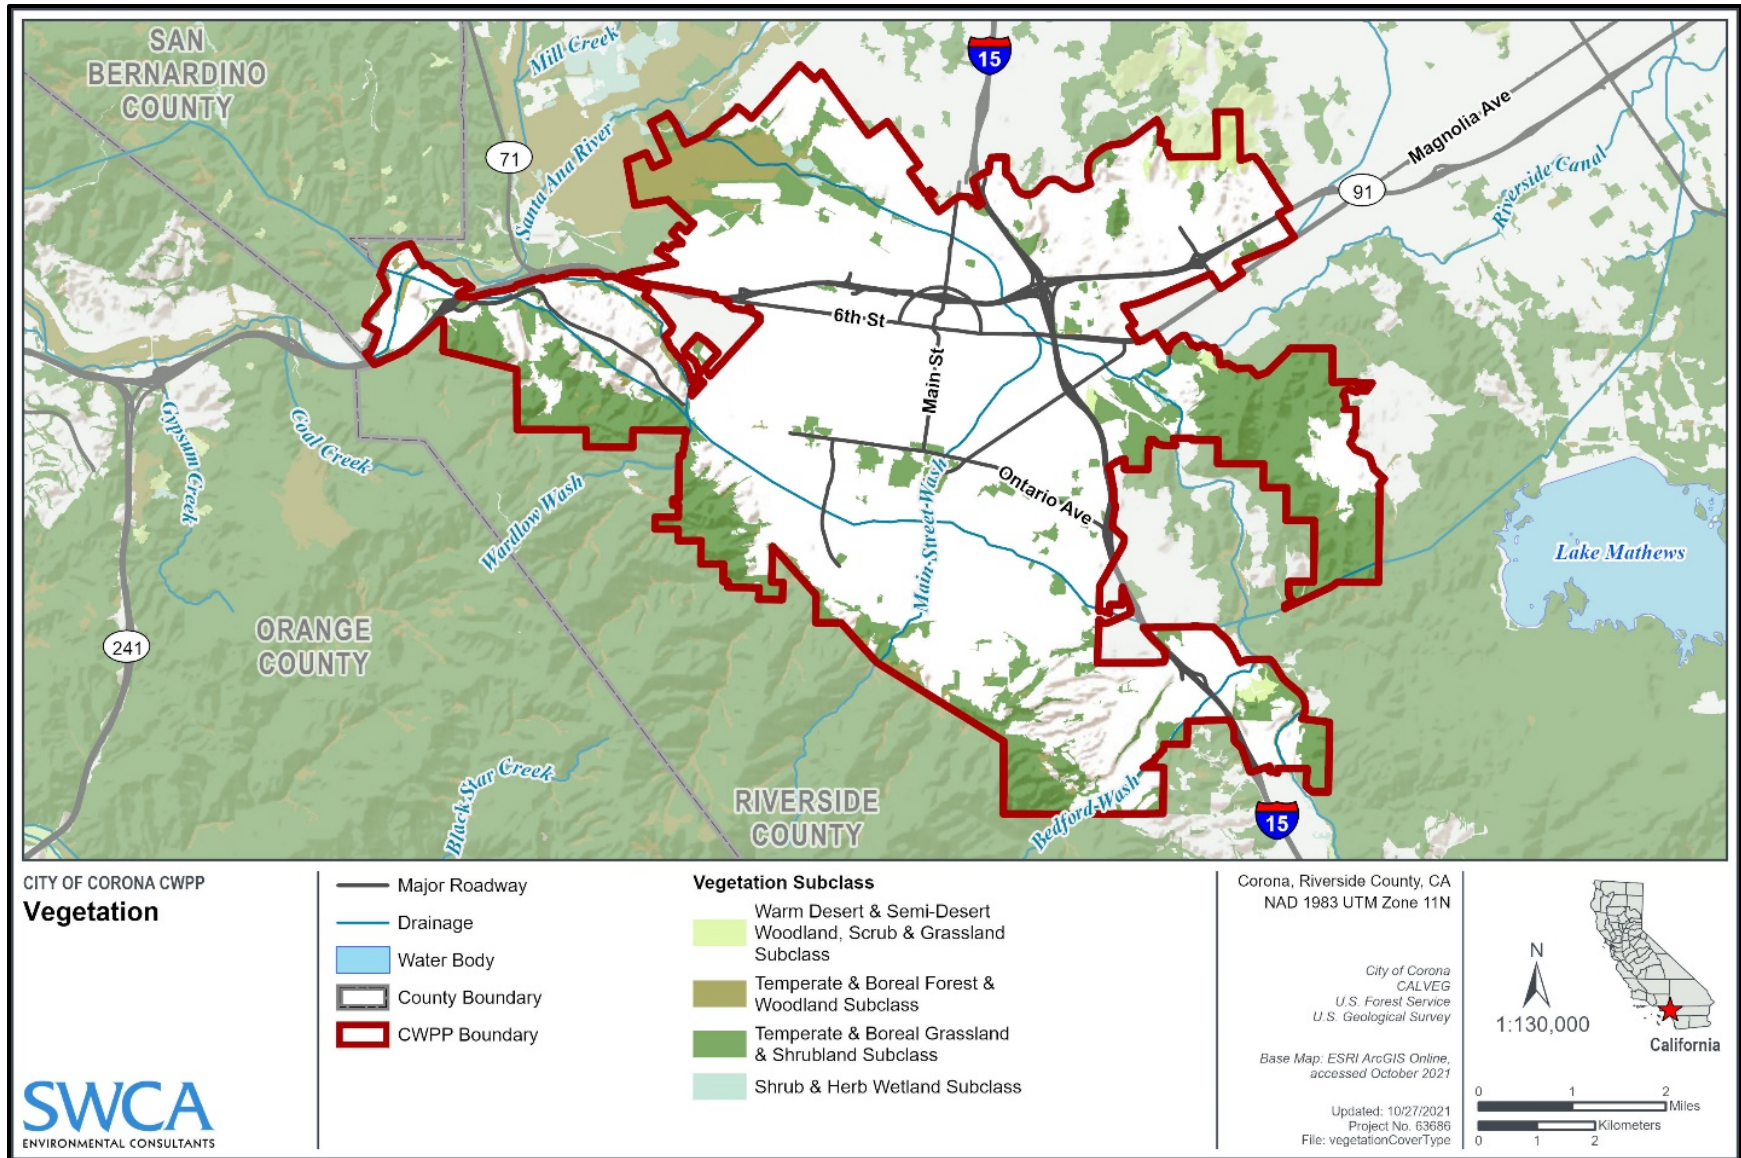 SAN
BERNARDINO
COUNTY
Mill Creek
15
71
Santa Ana River
Magnolia Ave
91
Riverside Canal
6th St
Main St
Gypsum Creek
Coal Creek
Wardlow Wash
Main Street Wash
Ontario Ave
Lake Mathews
241
ORANGE
COUNTY
Black Star Creek
RIVERSIDE
COUNTY
Bedford Wash
15
CITY OF CORONA CWPP
Vegetation
SWCA
ENVIRONMENTAL CONSULTANTS
Major Roadway
Drainage
Water Body
County Boundary
CWPP Boundary
Vegetation Subclass
Warm Desert & Semi-Desert
Woodland, Scrub & Grassland
Subclass
Temperate & Boreal Forest &
Woodland Subclass
Temperate & Boreal Grassland
& Shrubland Subclass
Shrub & Herb Wetland Subclass
Corona, Riverside County, CA
NAD 1983 UTM Zone 11N
City of Corona
CALVEG
U.S. Forest Service
U.S. Geological Survey
Base Map: ESRI ArcGIS Online,
accessed October 2021
Updated: 10/27/2021
Project No. 63686
File: vegetationCoverType
N
1:130,000
California
0 1 2
Miles
Kilometers
0 1 2